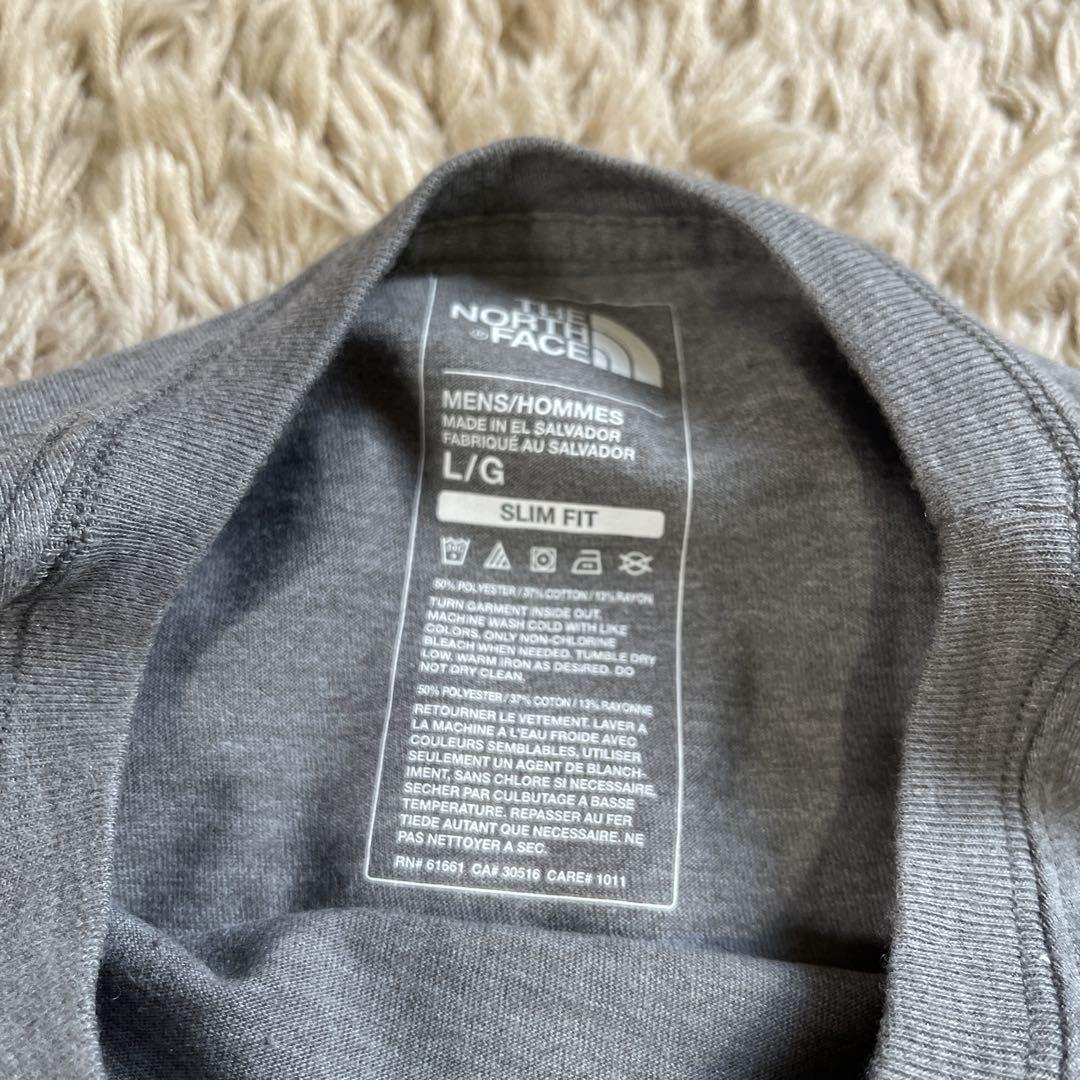 THE
NORTH
FACE
MENS/HOMMES
MADE IN EL SALVADOR
FABRIQUÉ AU SALVADOR
L/G
SLIM FIT
50% POLYESTER / 37% COTTON / 13% RAYON
TURN GARMENT INSIDE OUT.
MACHINE WASH COLD WITH LIKE
COLORS. ONLY NON-CHLORINE
BLEACH WHEN NEEDED. TUMBLE DRY
LOW. WARM IRON AS DESIRED. DO
NOT DRY CLEAN.
50% POLYESTER / 37% COTON / 13% RAYONNE
RETOURNER LE VETEMENT. LAVER A
LA MACHINE A L'EAU FROIDE AVEC
COULEURS SEMBLABLES. UTILISER
SEULEMENT UN AGENT DE BLANCH-
IMENT, SANS CHLORE SI NECESSAIRE.
SECHER PAR CULBUTAGE A BASSE
TEMPERATURE. REPASSER AU FER
TIEDE AUTANT QUE NECESSAIRE. NE
PAS NETTOYER A SEC.
RN# 61661 CA# 30516 CARE# 1011